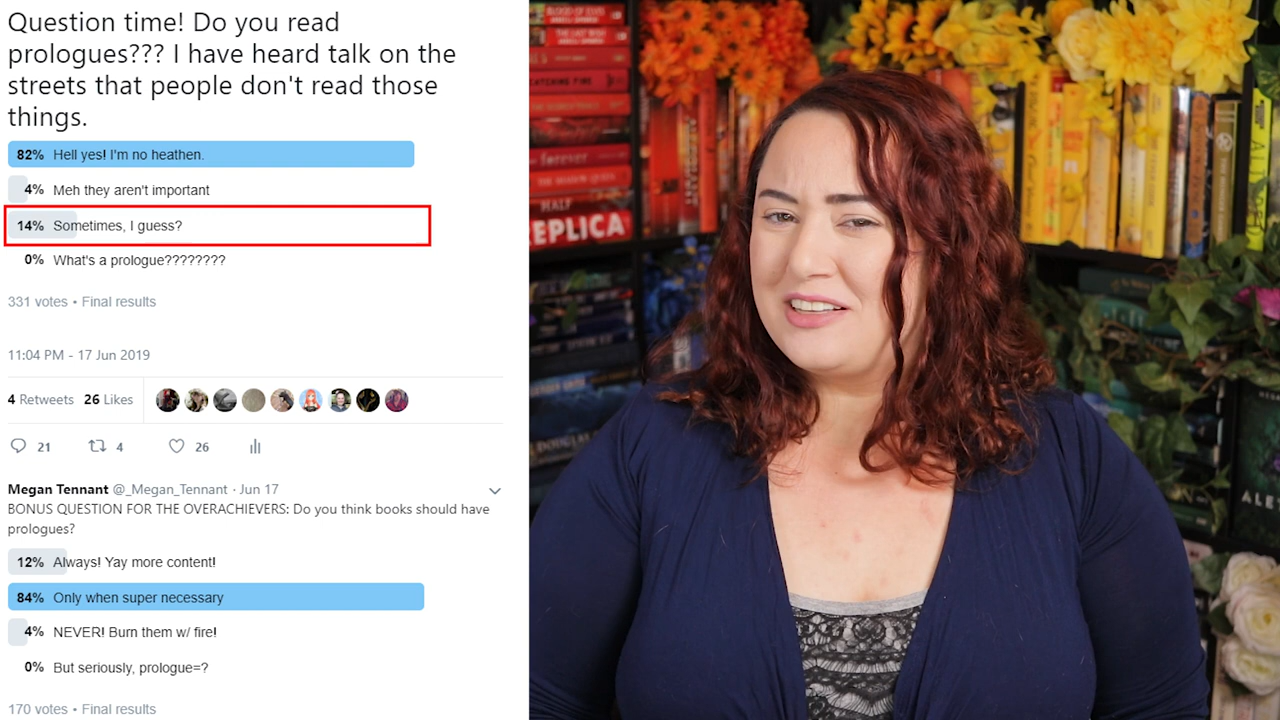 Question time! Do you read
prologues??? I have heard talk on the
streets that people don't read those
things.
82% Hell yes! I'm no heathen.
4% Meh they aren't important
14% Sometimes, I guess?
0% What's a prologue????????
331 votes • Final results
11:04 PM - 17 Jun 2019
4 Retweets 26 Likes
21 4 26
Megan Tennant @_Megan_Tennant · Jun 17
BONUS QUESTION FOR THE OVERACHIEVERS: Do you think books should have
prologues?
12% Always! Yay more content!
84% Only when super necessary
4% NEVER! Burn them w/ fire!
0% But seriously, prologue=?
170 votes • Final results
CATCHING FIRE
forever
HALF
REPLICA